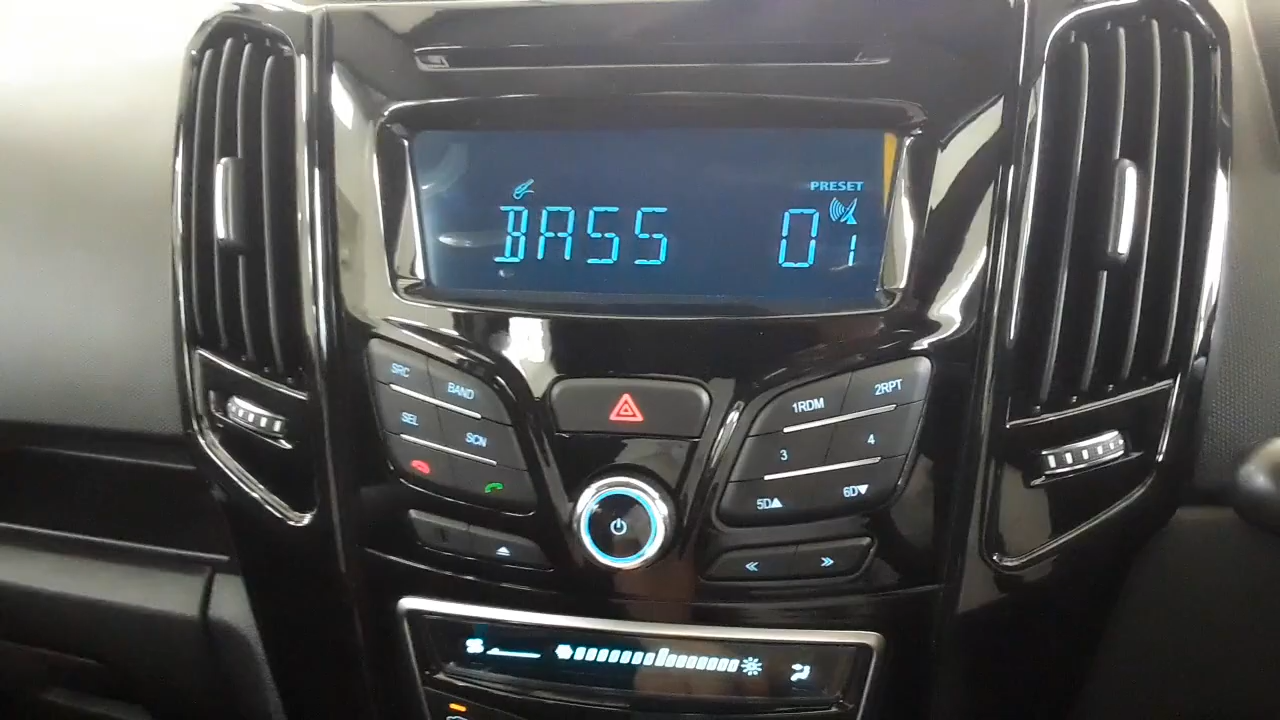 PRESET
BASS 01
SRC BAND
SEL SCN
1RDM 2RPT
3 4
5D▲ 6D▼